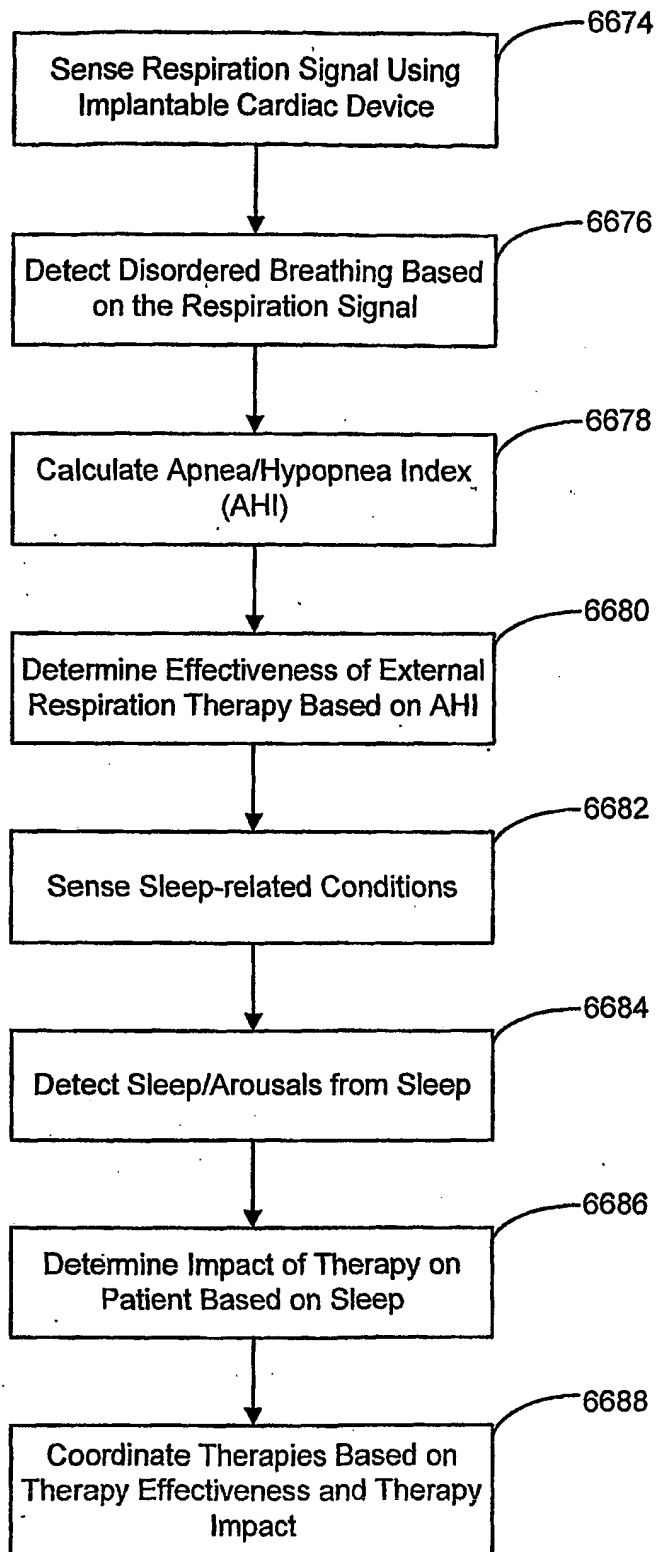 6674
Sense Respiration Signal Using
Implantable Cardiac Device
6676
Detect Disordered Breathing Based
on the Respiration Signal
6678
Calculate Apnea/Hypopnea Index
(AHI)
6680
Determine Effectiveness of External
Respiration Therapy Based on AHI
6682
Sense Sleep-related Conditions
6684
Detect Sleep/Arousals from Sleep
6686
Determine Impact of Therapy on
Patient Based on Sleep
6688
Coordinate Therapies Based on
Therapy Effectiveness and Therapy
Impact